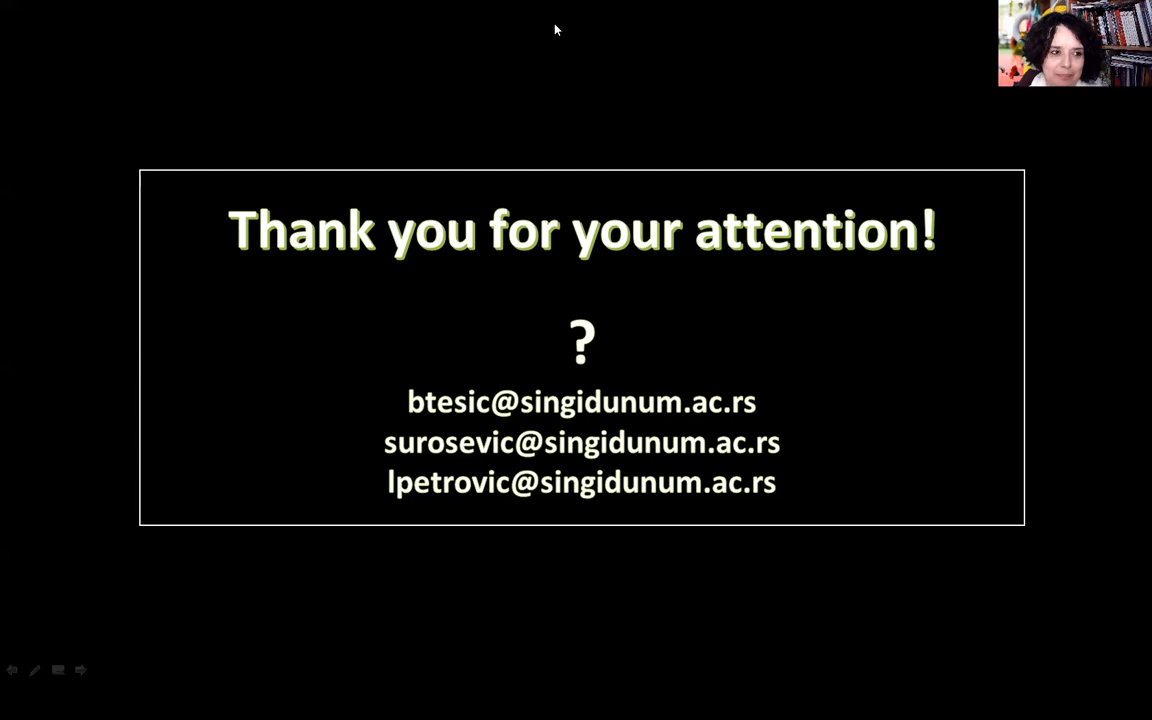 Thank you for your attention!
?
btesic@singidunum.ac.rs
surosevic@singidunum.ac.rs
lpetrovic@singidunum.ac.rs